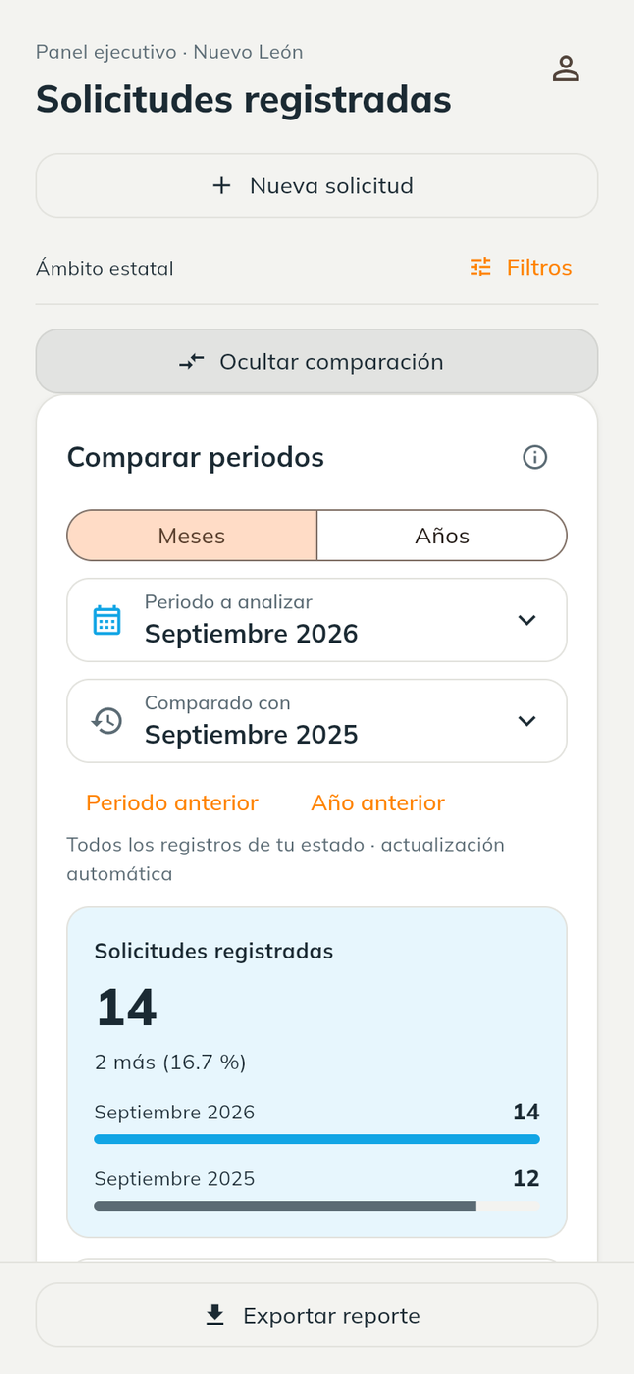 Panel ejecutivo · Nuevo León
Solicitudes registradas
Nueva solicitud
Ámbito estatal
Filtros
Ocultar comparación
Comparar periodos
Meses
Años
Periodo a analizar
Septiembre 2026
Comparado con
Septiembre 2025
Periodo anterior
Año anterior
Todos los registros de tu estado · actualización
automática
Solicitudes registradas
14
2 más (16.7 %)
Septiembre 2026 14
Septiembre 2025 12
Exportar reporte